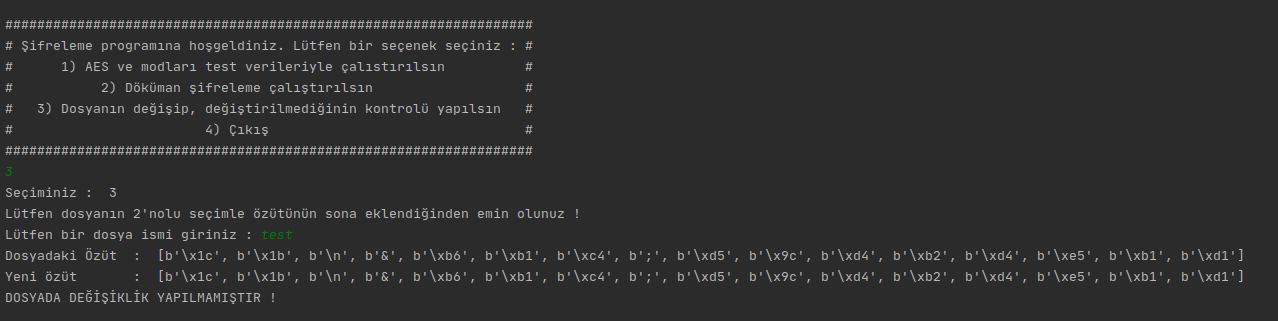 ##################################################################
# Şifreleme programına hoşgeldiniz. Lütfen bir seçenek seçiniz : #
#      1) AES ve modları test verileriyle çalıstırılsın          #
#           2) Döküman şifreleme çalıştırılsın                   #
#   3) Dosyanın değişip, değiştirilmediğinin kontrolü yapılsın   #
#                        4) Çıkış                                #
##################################################################
3
Seçiminiz :  3
Lütfen dosyanın 2'nolu seçimle özütünün sona eklendiğinden emin olunuz !
Lütfen bir dosya ismi giriniz : test
Dosyadaki Özüt  :  [b'\x1c', b'\x1b', b'\n', b'&', b'\xb6', b'\xb1', b'\xc4', b';', b'\xd5', b'\x9c', b'\xd4', b'\xb2', b'\xd4', b'\xe5', b'\xb1', b'\xd1']
Yeni özüt       :  [b'\x1c', b'\x1b', b'\n', b'&', b'\xb6', b'\xb1', b'\xc4', b';', b'\xd5', b'\x9c', b'\xd4', b'\xb2', b'\xd4', b'\xe5', b'\xb1', b'\xd1']
DOSYADA DEĞİŞİKLİK YAPILMAMIŞTIR !